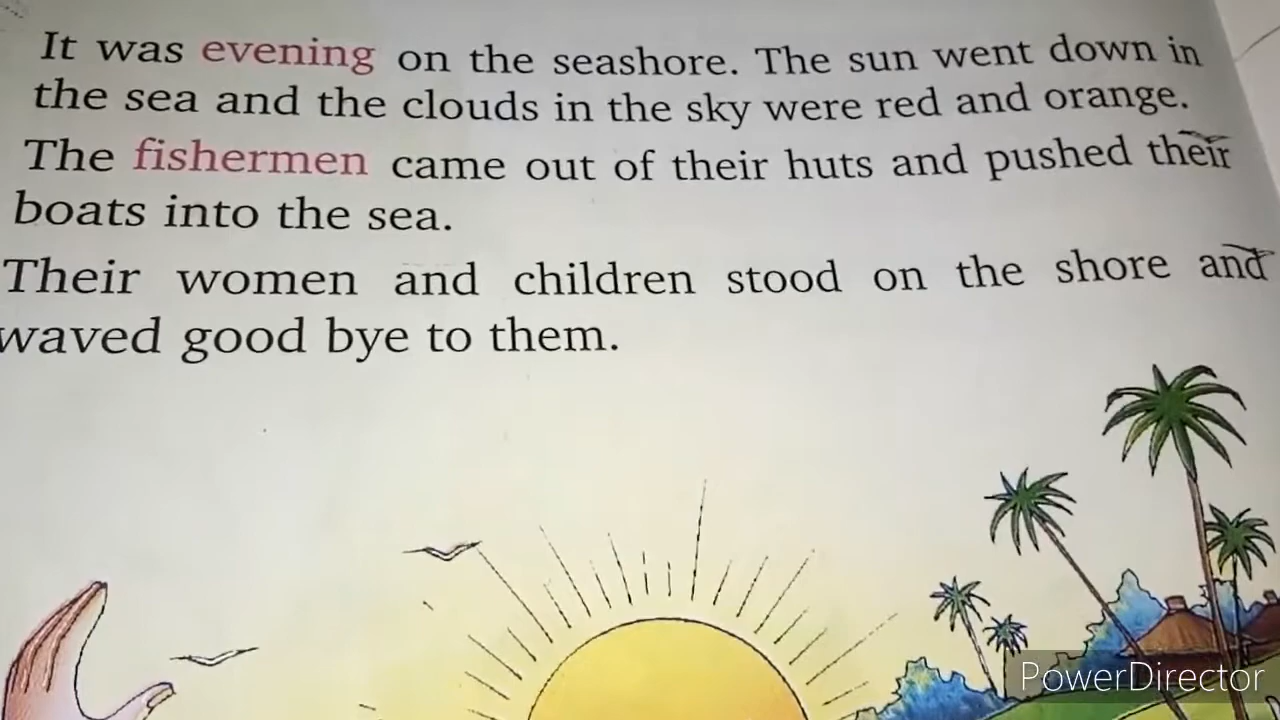 It was evening on the seashore. The sun went down in
the sea and the clouds in the sky were red and orange.
The fishermen came out of their huts and pushed their
boats into the sea.
Their women and children stood on the shore and
waved good bye to them.
PowerDirector